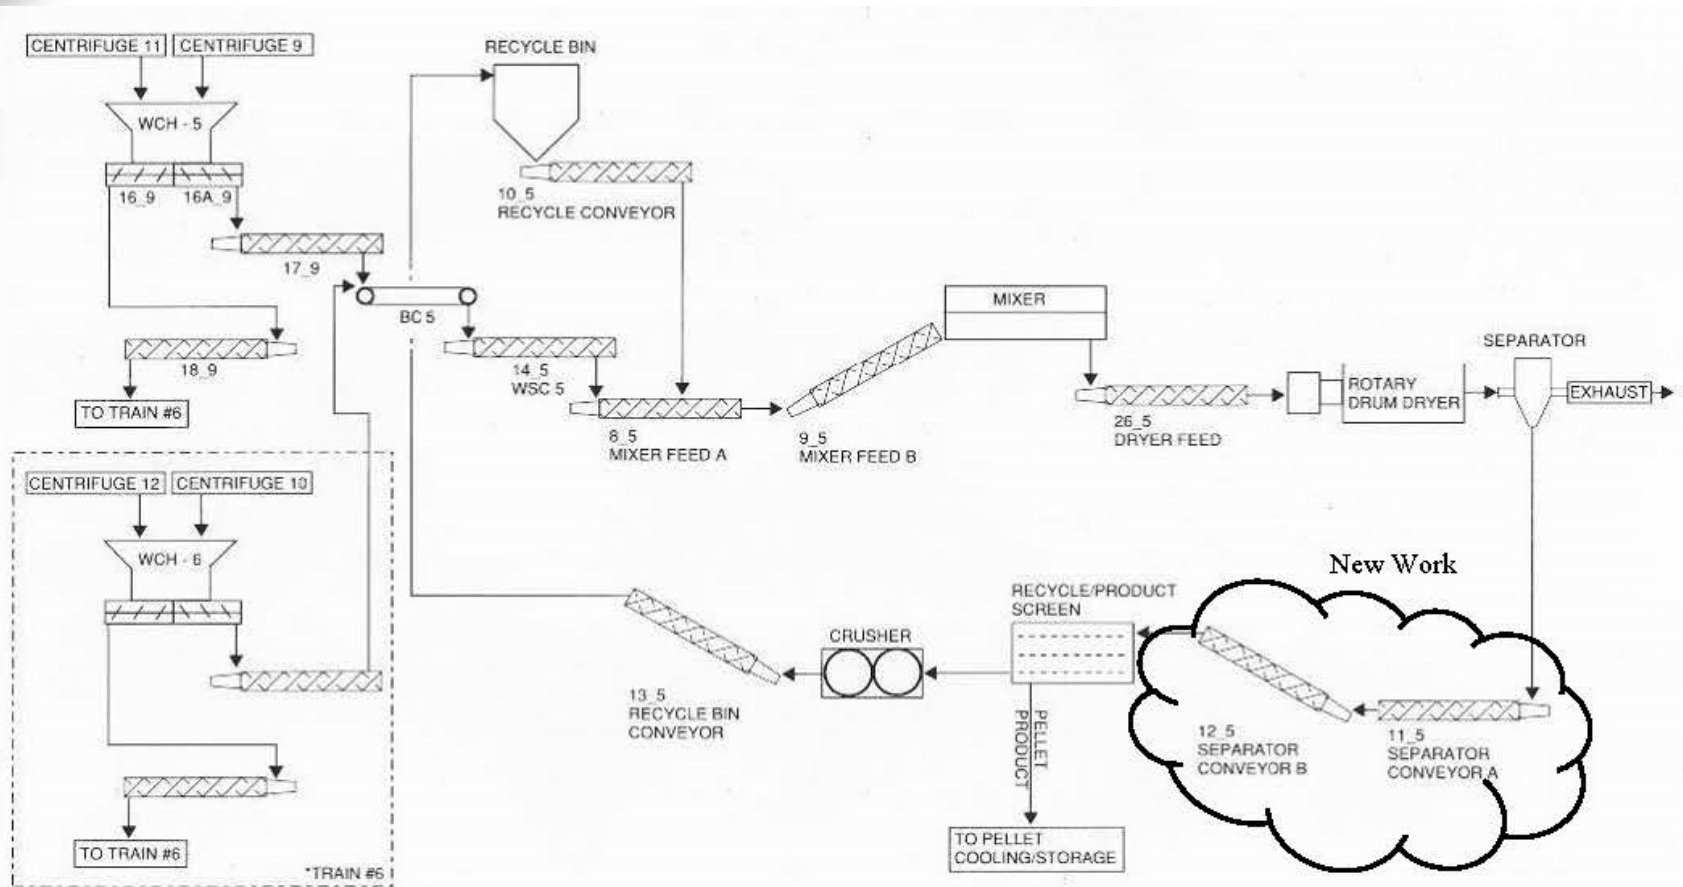 CENTRIFUGE 11
CENTRIFUGE 9
WCH - 5
16_9
16A_9
17_9
18_9
TO TRAIN #6
RECYCLE BIN
10_5
RECYCLE CONVEYOR
BC 5
14_5
WSC 5
8_5
MIXER FEED A
9_5
MIXER FEED B
MIXER
26_5
DRYER FEED
ROTARY
DRUM DRYER
SEPARATOR
EXHAUST
CENTRIFUGE 12
CENTRIFUGE 10
WCH - 6
TO TRAIN #6
*TRAIN #6
13_5
RECYCLE BIN
CONVEYOR
CRUSHER
RECYCLE/PRODUCT
SCREEN
PELLET
PRODUCT
TO PELLET
COOLING/STORAGE
New Work
12_5
SEPARATOR
CONVEYOR B
11_5
SEPARATOR
CONVEYOR A